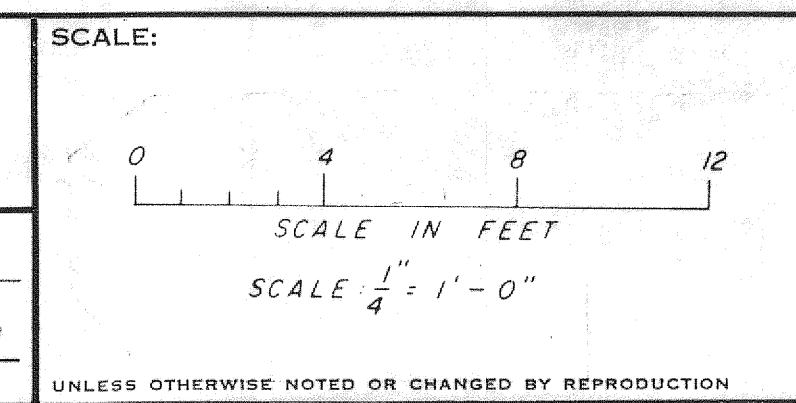 SCALE:
0 4 8 12
SCALE IN FEET
SCALE: 1/4" = 1' - 0"
UNLESS OTHERWISE NOTED OR CHANGED BY REPRODUCTION